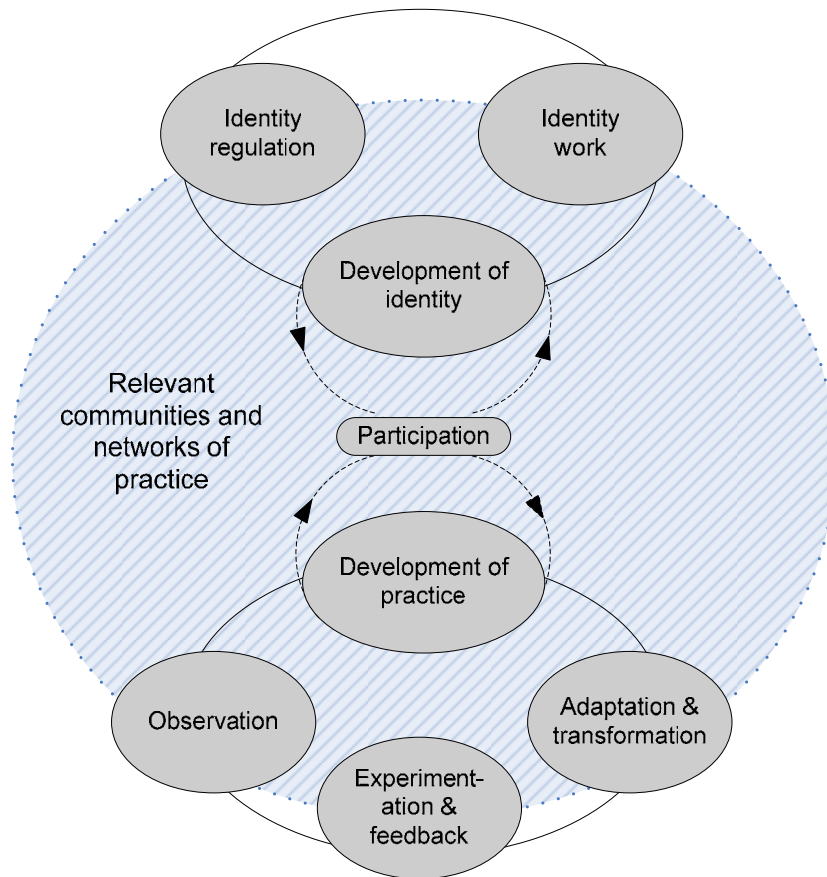 Identity
regulation
Identity
work
Development of
identity
Relevant
communities and
networks of
practice
Participation
Development of
practice
Observation
Adaptation &
transformation
Experiment-
ation &
feedback